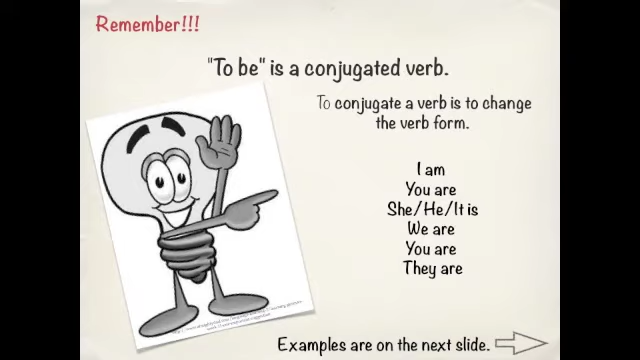 Remember!!!
"To be" is a conjugated verb.
To conjugate a verb is to change
the verb form.
I am
You are
She/He/It is
We are
You are
They are
Examples are on the next slide.